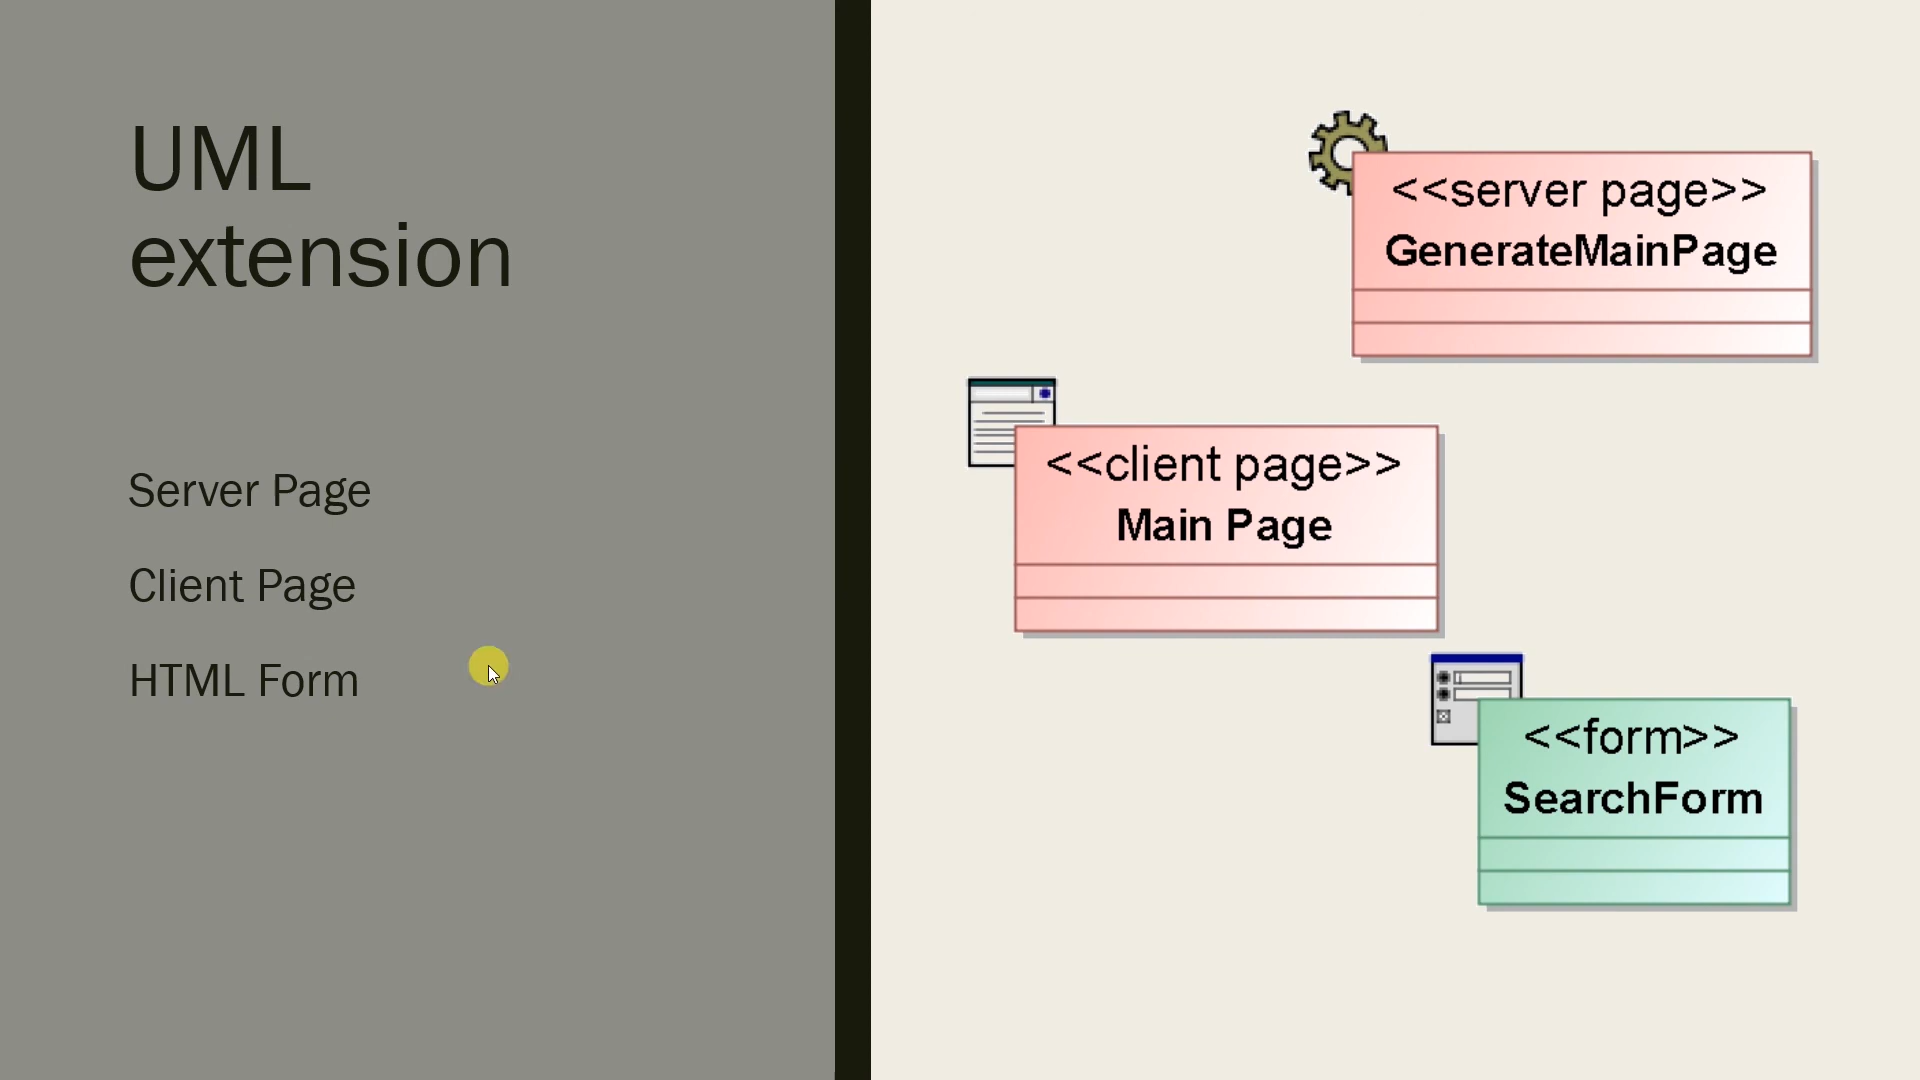 UML
extension
Server Page
Client Page
HTML Form
<<server page>>
GenerateMainPage
<<client page>>
Main Page
<<form>>
SearchForm